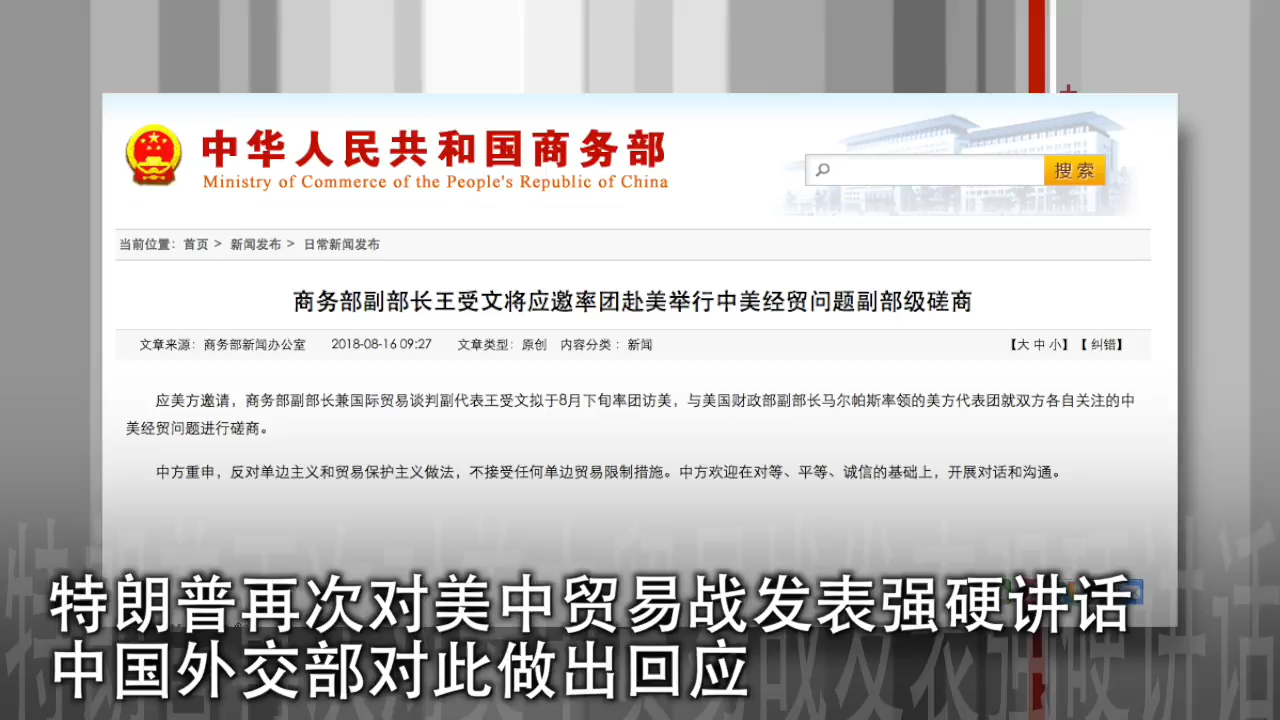 中华人民共和国商务部
Ministry of Commerce of the People's Republic of China
搜索
当前位置：首页 > 新闻发布 > 日常新闻发布
商务部副部长王受文将应邀率团赴美举行中美经贸问题副部级磋商
文章来源：商务部新闻办公室 2018-08-16 09:27 文章类型：原创 内容分类：新闻 【大 中 小】【 纠错】
应美方邀请，商务部副部长兼国际贸易谈判副代表王受文拟于8月下旬率团访美，与美国财政部副部长马尔帕斯率领的美方代表团就双方各自关注的中
美经贸问题进行磋商。
中方重申，反对单边主义和贸易保护主义做法，不接受任何单边贸易限制措施。中方欢迎在对等、平等、诚信的基础上，开展对话和沟通。
特朗普再次对美中贸易战发表强硬讲话
中国外交部对此做出回应